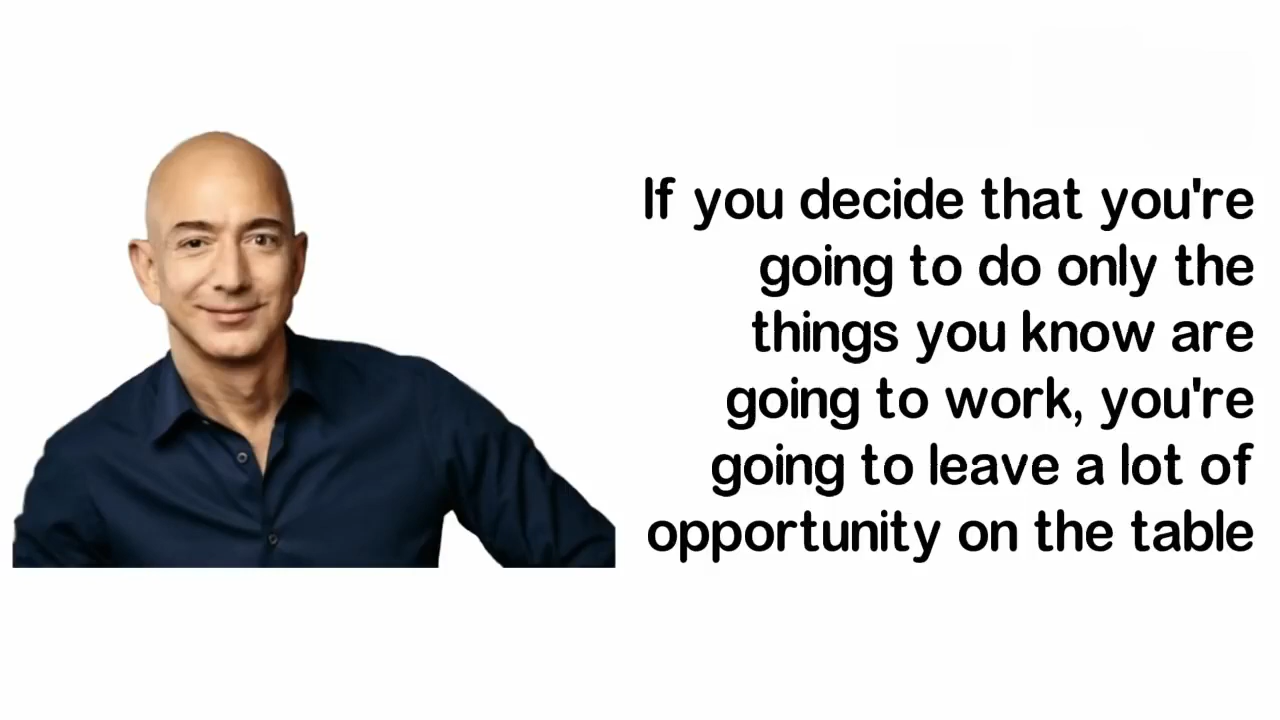 If you decide that you're
going to do only the
things you know are
going to work, you're
going to leave a lot of
opportunity on the table